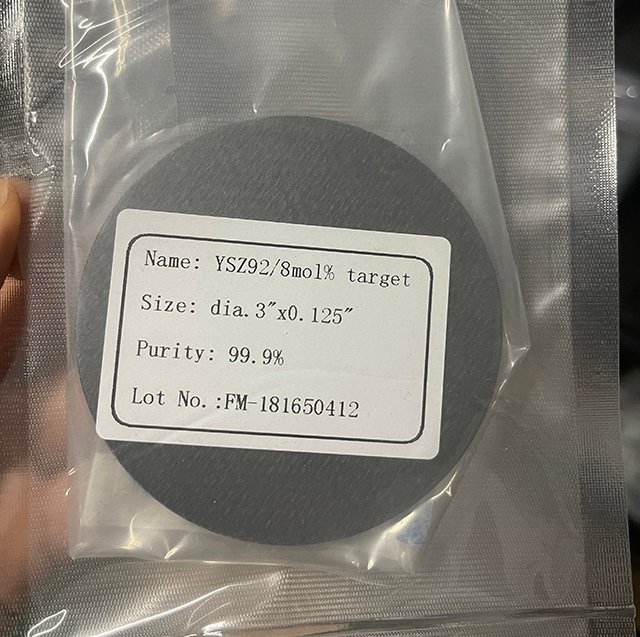 Name: YSZ92/8mol% target
Size: dia.3"x0.125"
Purity: 99.9%
Lot No.:FM-181650412